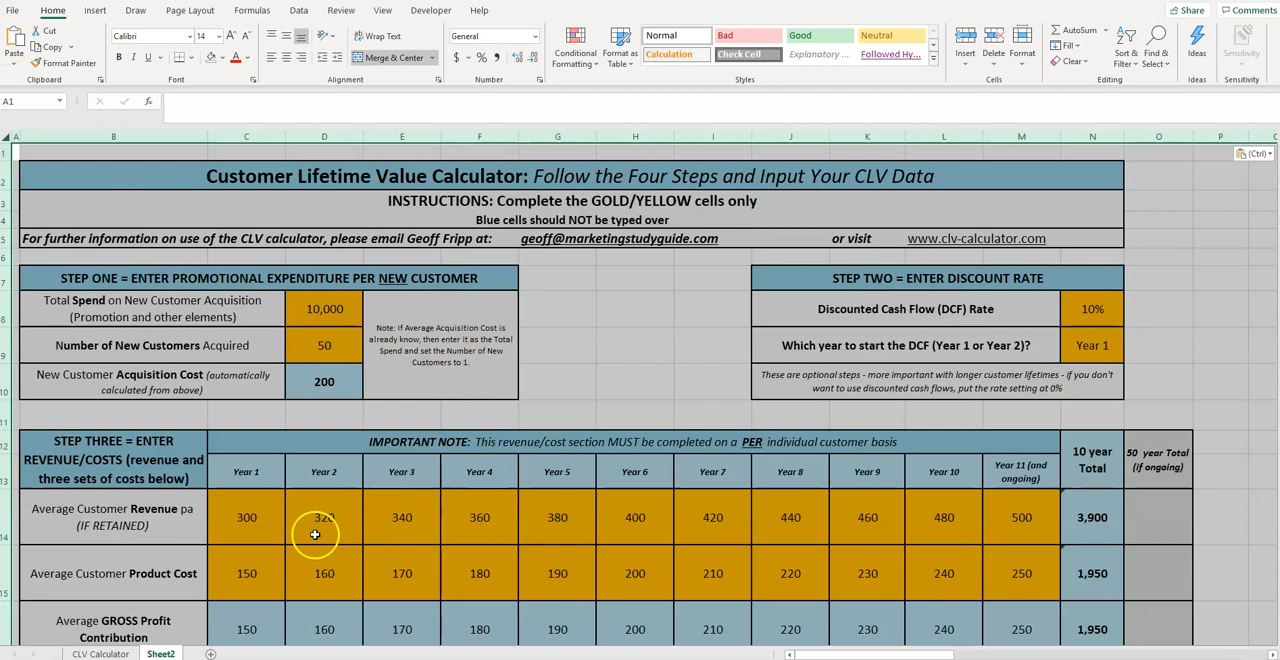 File Home Insert Draw Page Layout Formulas Data Review View Developer Help Share Comments
Paste Cut Copy Format Painter Clipboard
Calibri 14 Font
Wrap Text Merge & Center Alignment
General Number
Conditional Formatting Format as Table
Normal Bad Good Neutral
Calculation Check Cell Explanatory ... Followed Hy...
Styles
Insert Delete Format Cells
AutoSum Fill Clear Sort & Filter Find & Select Editing
Ideas Ideas
Sensitivity Sensitivity
A1 fx
A B C D E F G H I J K L M N O P
1
(Ctrl)
2 Customer Lifetime Value Calculator: Follow the Four Steps and Input Your CLV Data
3 INSTRUCTIONS: Complete the GOLD/YELLOW cells only
4 Blue cells should NOT be typed over
5 For further information on use of the CLV calculator, please email Geoff Fripp at: geoff@marketingstudyguide.com or visit www.clv-calculator.com
6
7 STEP ONE = ENTER PROMOTIONAL EXPENDITURE PER NEW CUSTOMER STEP TWO = ENTER DISCOUNT RATE
8 Total Spend on New Customer Acquisition
(Promotion and other elements) 10,000
Discounted Cash Flow (DCF) Rate 10%
9 Number of New Customers Acquired 50
Which year to start the DCF (Year 1 or Year 2)? Year 1
Note: If Average Acquisition Cost is
already know, then enter it as the Total
Spend and set the Number of New
Customers to 1.
10 New Customer Acquisition Cost (automatically
calculated from above) 200
These are optional steps - more important with longer customer lifetimes - if you don't
want to use discounted cash flows, put the rate setting at 0%
11
12 STEP THREE = ENTER
REVENUE/COSTS (revenue and
13 three sets of costs below)
IMPORTANT NOTE: This revenue/cost section MUST be completed on a PER individual customer basis
Year 1 Year 2 Year 3 Year 4 Year 5 Year 6 Year 7 Year 8 Year 9 Year 10 Year 11 (and
ongoing)
10 year
Total
50 year Total
(if ongoing)
14 Average Customer Revenue pa
(IF RETAINED) 300 320 340 360 380 400 420 440 460 480 500 3,900
15 Average Customer Product Cost 150 160 170 180 190 200 210 220 230 240 250 1,950
Average GROSS Profit
Contribution 150 160 170 180 190 200 210 220 230 240 250 1,950
CLV Calculator Sheet2